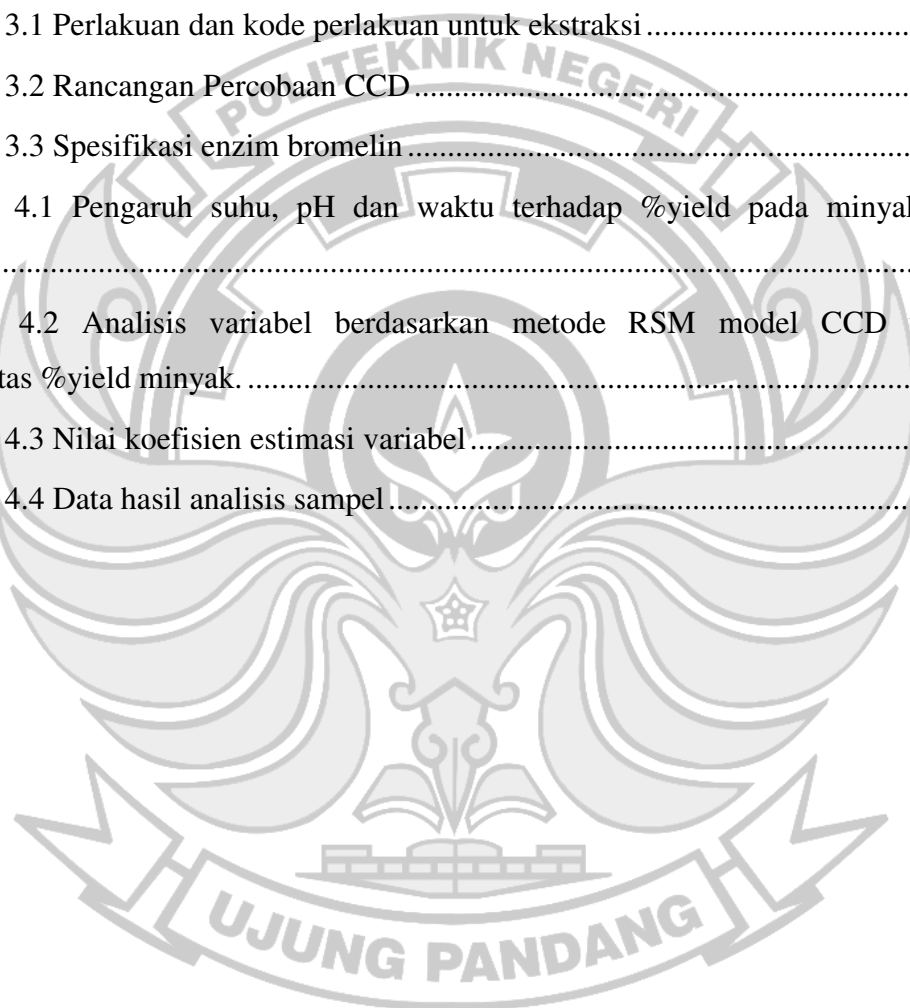 3.1 Perlakuan dan kode perlakuan untuk ekstraksi ................................
3.2 Rancangan Percobaan CCD ................................................................
3.3 Spesifikasi enzim bromelin ................................................................
4.1 Pengaruh suhu, pH dan waktu terhadap %yield pada minyak
................................................................................................
4.2 Analisis variabel berdasarkan metode RSM model CCD
tas %yield minyak. ................................................................
4.3 Nilai koefisien estimasi variabel ................................................................
4.4 Data hasil analisis sampel ................................................................
POLITEKNIK NEGERI
UJUNG PANDANG